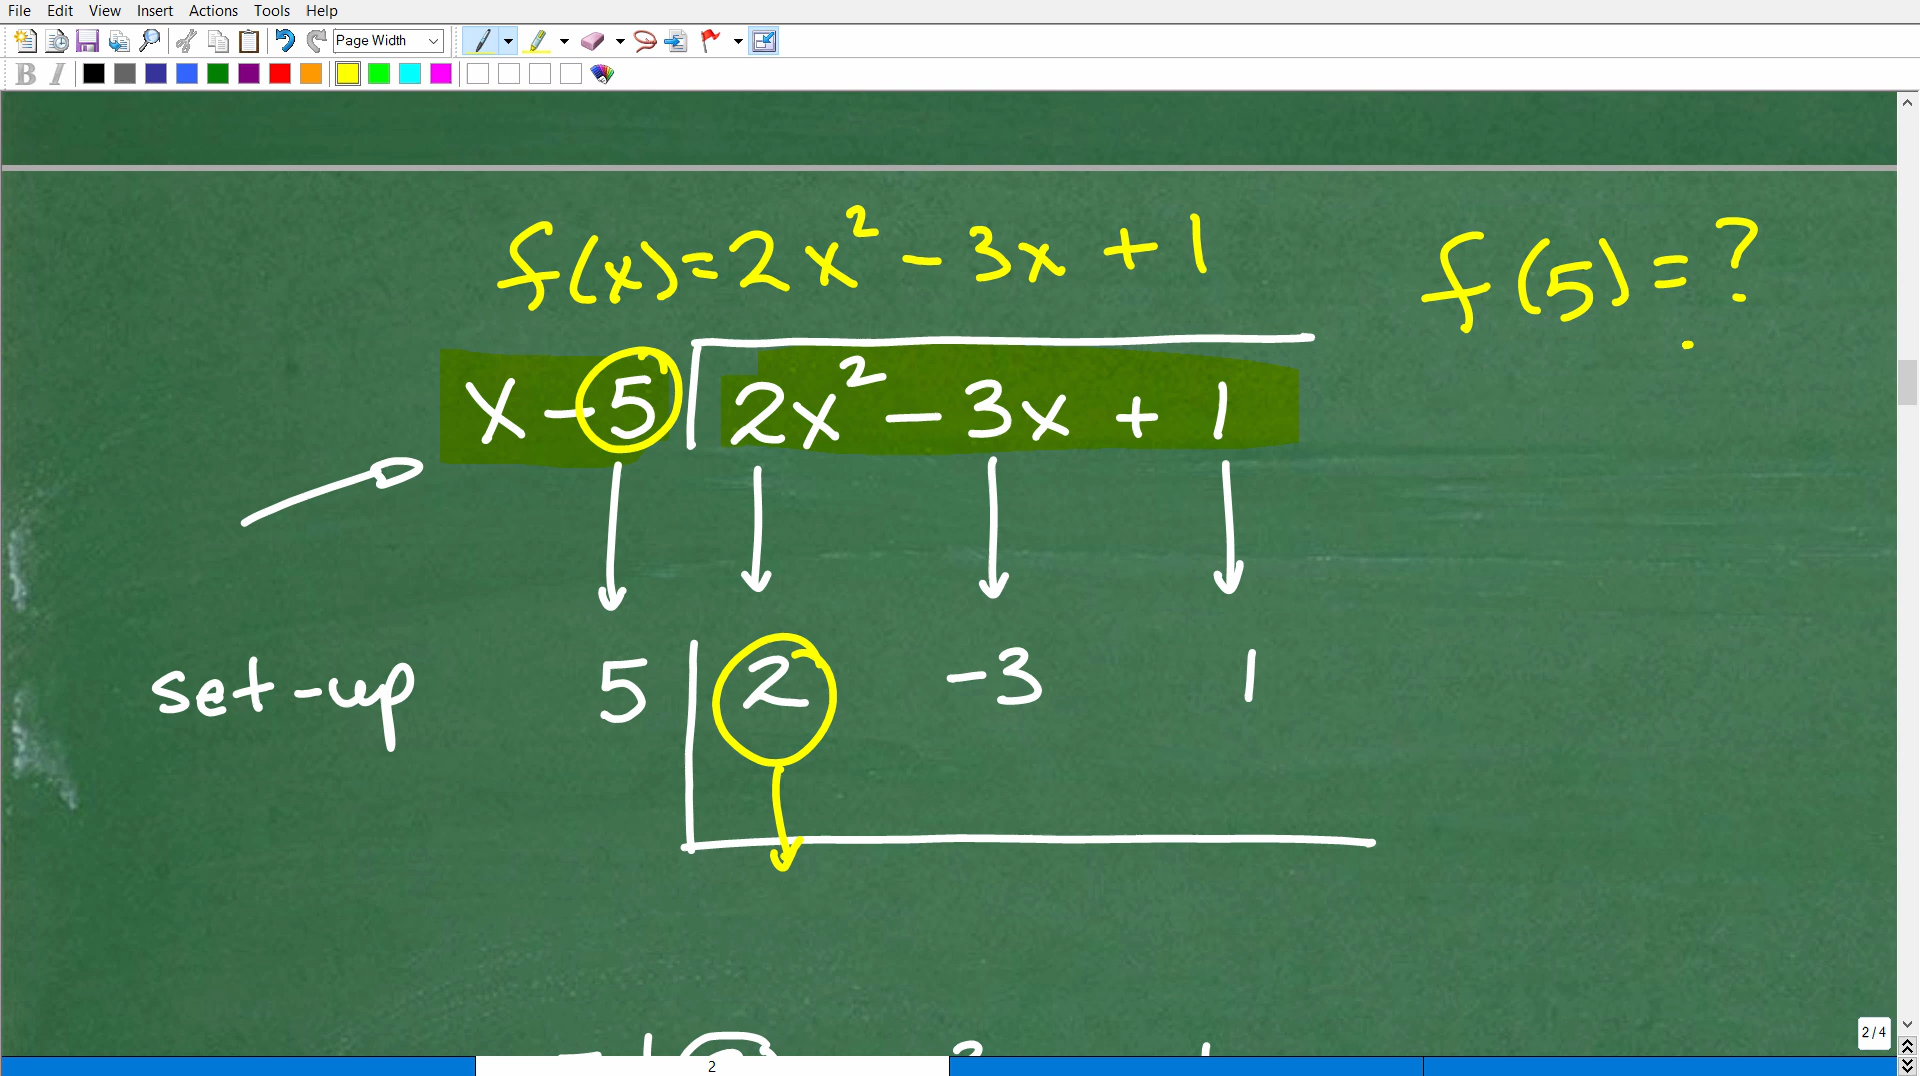 File Edit View Insert Actions Tools Help
Page Width
B I
f(x)=2x² - 3x + 1
f(5) = ?
x - 5 2x² - 3x + 1
set-up 5 2 -3 1
2/4
2